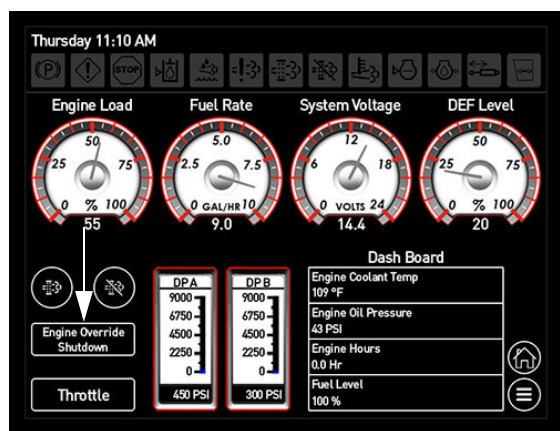 Thursday 11:10 AM
(P) STOP
Engine Load Fuel Rate System Voltage DEF Level
50 5.0 12 50
25 75 2.5 7.5 6 18 25 75
0 % 100 0 GAL/HR 10 0 VOLTS 24 0 % 100
55 9.0 14.4 20
Dash Board
Engine Coolant Temp
109 °F
Engine Oil Pressure
43 PSI
Engine Hours
0.0 Hr
Fuel Level
100 %
DP A
9000
6750
4500
2250
0
450 PSI
DP B
9000
6750
4500
2250
0
300 PSI
Engine Override
Shutdown
Throttle